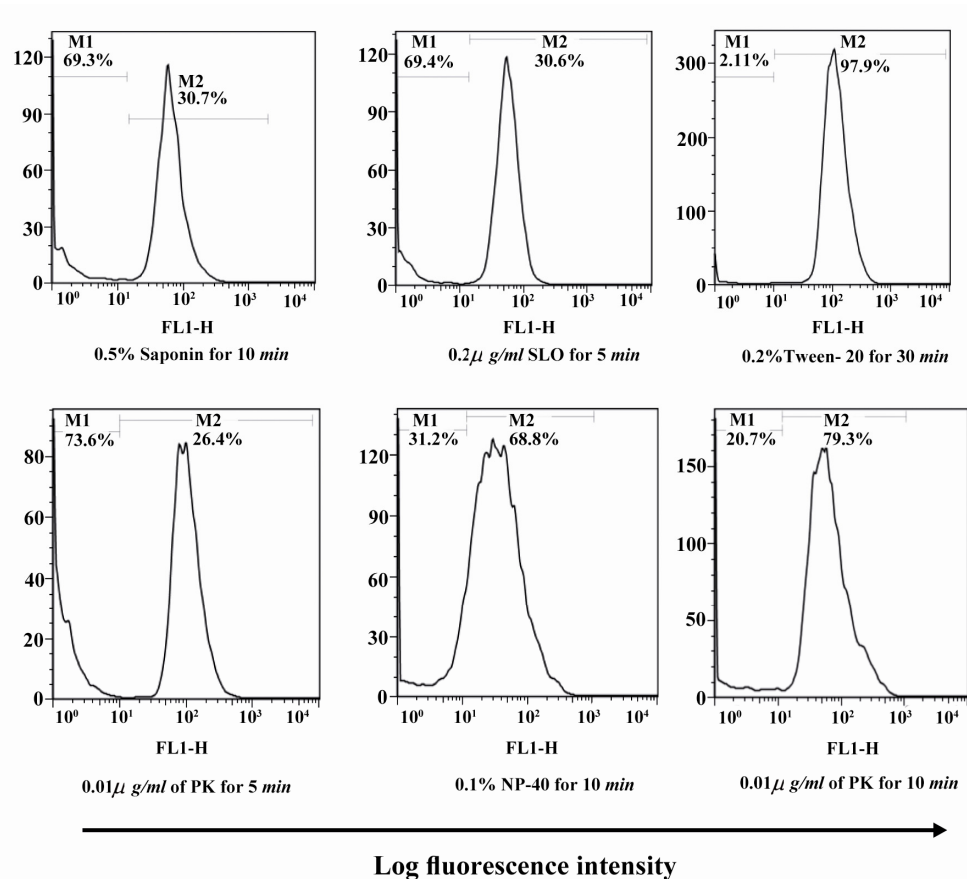 M1
69.3%
M2
30.7%
120
90
60
30
0
10⁰ 10¹ 10² 10³ 10⁴
FL1-H
0.5% Saponin for 10 min
M1
69.4%
M2
30.6%
120
90
60
30
0
10⁰ 10¹ 10² 10³ 10⁴
FL1-H
0.2μ g/ml SLO for 5 min
M1
2.11%
M2
97.9%
300
200
100
0
10⁰ 10¹ 10² 10³ 10⁴
FL1-H
0.2%Tween- 20 for 30 min
M1
73.6%
M2
26.4%
80
60
40
20
0
10⁰ 10¹ 10² 10³ 10⁴
FL1-H
0.01μ g/ml of PK for 5 min
M1
31.2%
M2
68.8%
120
90
60
30
0
10⁰ 10¹ 10² 10³ 10⁴
FL1-H
0.1% NP-40 for 10 min
M1
20.7%
M2
79.3%
150
100
50
0
10⁰ 10¹ 10² 10³ 10⁴
FL1-H
0.01μ g/ml of PK for 10 min
Log fluorescence intensity